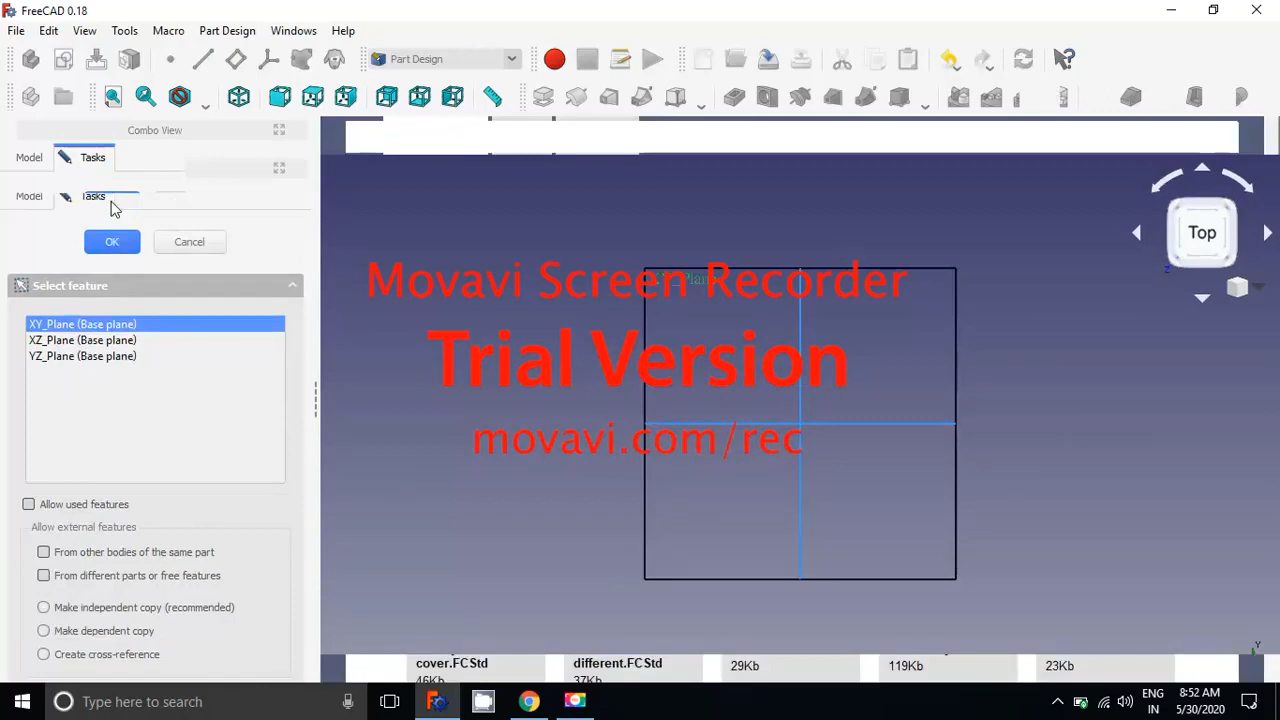 FreeCAD 0.18
File Edit View Tools Macro Part Design Windows Help
Part Design
Combo View
Model Tasks
Model Tasks
OK Cancel
Top
Select feature
XY_Plane (Base plane)
XZ_Plane (Base plane)
YZ_Plane (Base plane)
Movavi Screen Recorder
Trial Version
movavi.com/rec
Allow used features
Allow external features
From other bodies of the same part
From different parts or free features
Make independent copy (recommended)
Make dependent copy
Create cross-reference
Y
cover.FCStd different.FCStd 29Kb 119Kb 23Kb
46Kb 37Kb
Type here to search
ENG
IN
8:52 AM
5/30/2020